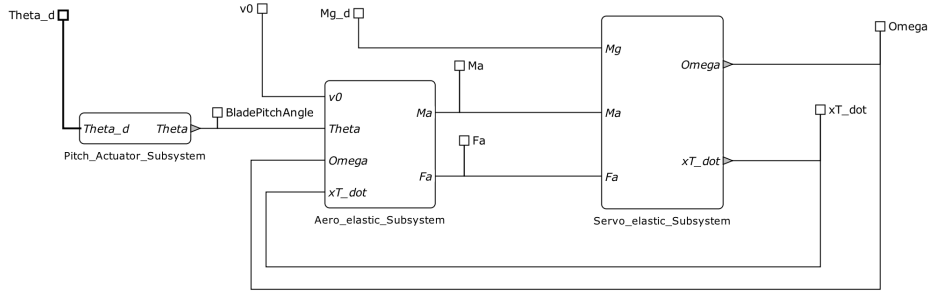 Theta_d
v0
Mg_d
Omega
Mg
Omega
Ma
xT_dot
v0
BladePitchAngle
Ma
Ma
Theta_d
Theta
Theta
Pitch_Actuator_Subsystem
Fa
Omega
xT_dot
Fa
Fa
xT_dot
Aero_elastic_Subsystem
Servo_elastic_Subsystem